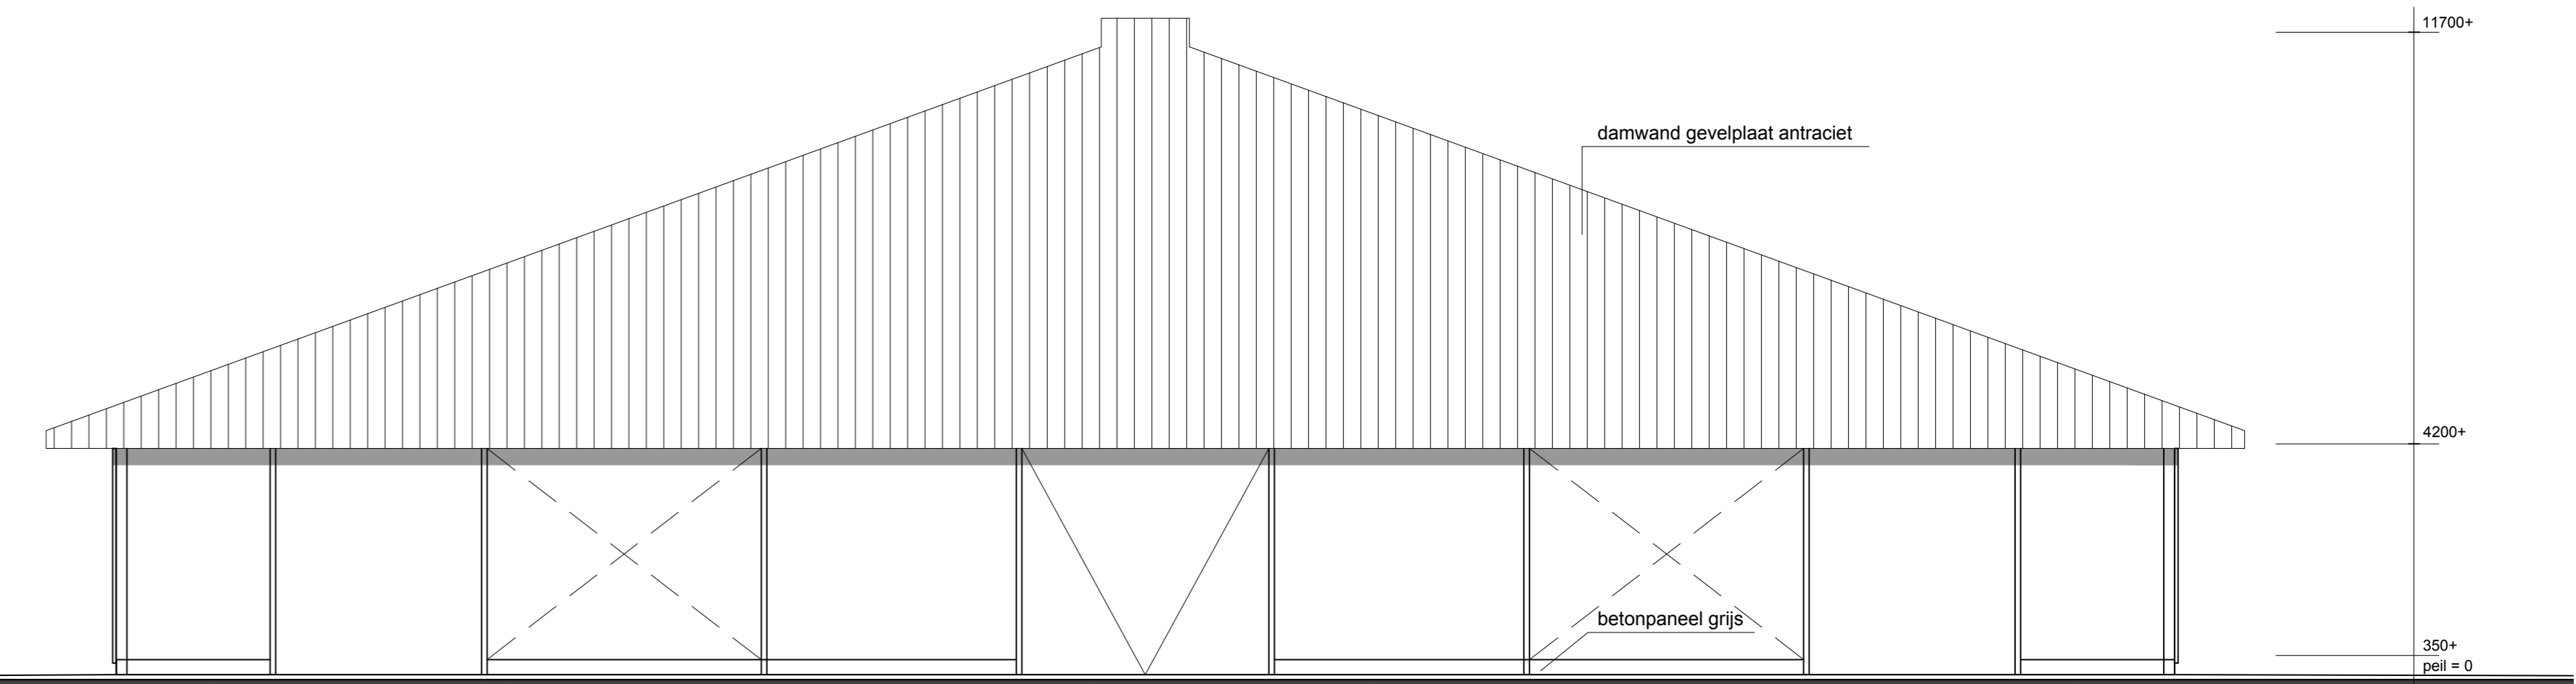 11700+
damwand gevelplaat antraciet
4200+
betonpaneel grijs
350+
peil = 0